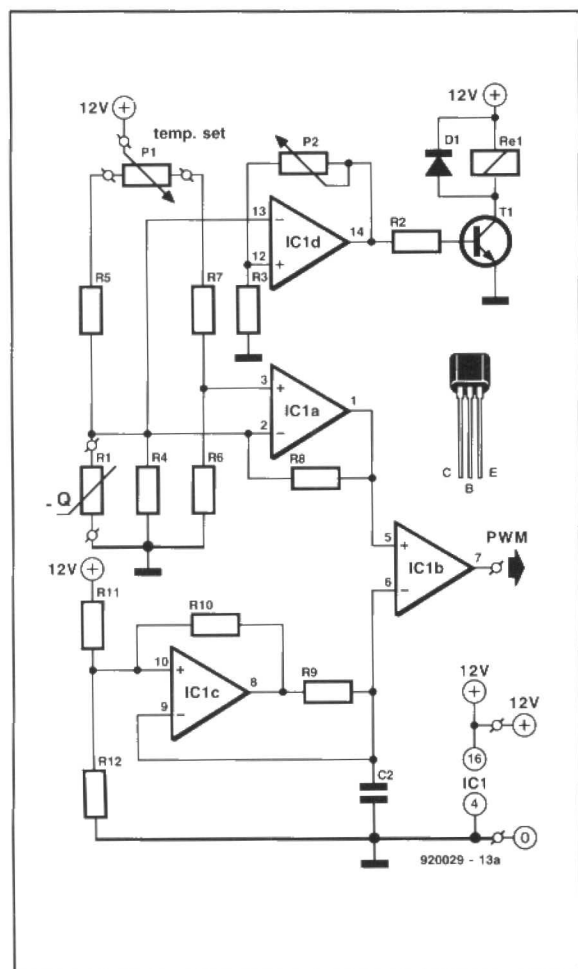 12V
temp. set
P1
P2
12V
D1
Re1
T1
13
14
IC1d
R2
12
R5
R7
R3
3
1
IC1a
2
R8
R1
R4
R6
-Q
C
B
E
PWM
5
7
IC1b
6
12V
R11
R10
10
8
R9
IC1c
9
12V
12V
16
R12
C2
IC1
4
0
920029 - 13a